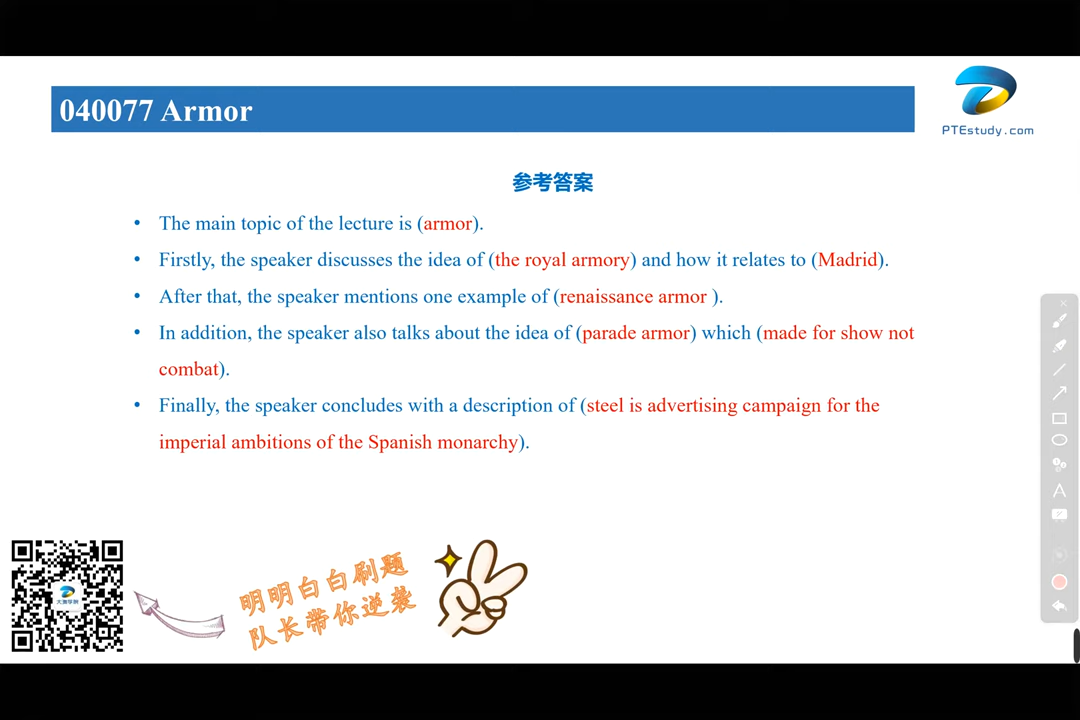 040077 Armor
PTEstudy.com
参考答案
• The main topic of the lecture is (armor).
• Firstly, the speaker discusses the idea of (the royal armory) and how it relates to (Madrid).
• After that, the speaker mentions one example of (renaissance armor ).
• In addition, the speaker also talks about the idea of (parade armor) which (made for show not
combat).
• Finally, the speaker concludes with a description of (steel is advertising campaign for the
imperial ambitions of the Spanish monarchy).
明明白白刷题
队长带你逆袭